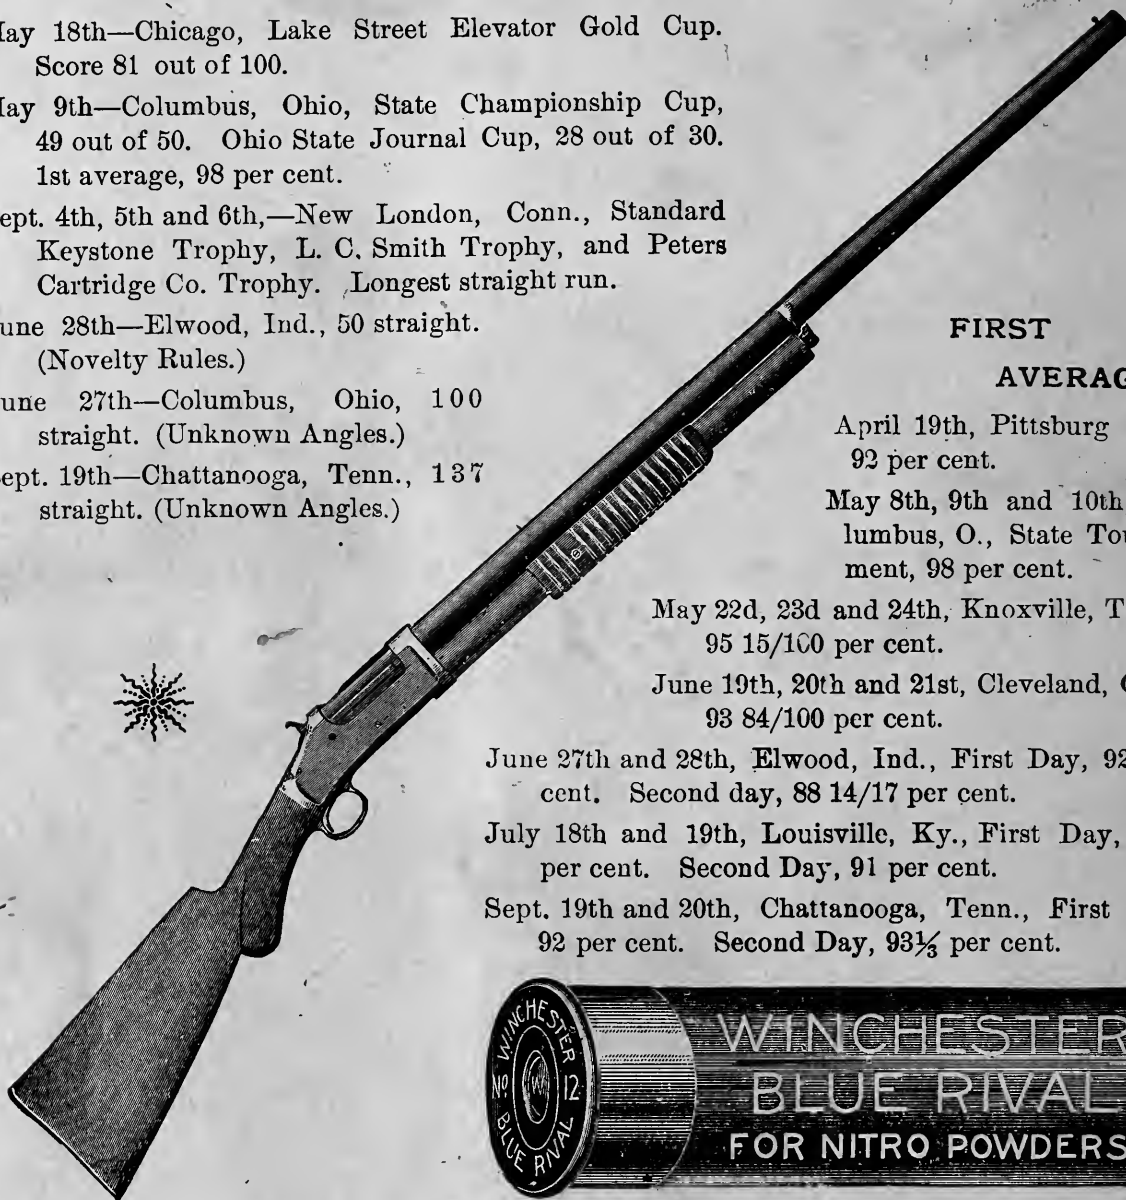 ay 18th—Chicago, Lake Street Elevator Gold Cup.
Score 81 out of 100.
ay 9th—Columbus, Ohio, State Championship Cup,
49 out of 50. Ohio State Journal Cup, 28 out of 30.
1st average, 98 per cent.
ept. 4th, 5th and 6th,—New London, Conn., Standard
Keystone Trophy, L. C. Smith Trophy, and Peters
Cartridge Co. Trophy. Longest straight run.
une 28th—Elwood, Ind., 50 straight.
(Novelty Rules.)
une 27th—Columbus, Ohio, 100
straight. (Unknown Angles.)
ept. 19th—Chattanooga, Tenn., 137
straight. (Unknown Angles.)
FIRST
AVERAG
April 19th, Pittsburg
92 per cent.
May 8th, 9th and 10th
lumbus, O., State Tou
ment, 98 per cent.
May 22d, 23d and 24th, Knoxville, T
95 15/100 per cent.
June 19th, 20th and 21st, Cleveland,
93 84/100 per cent.
June 27th and 28th, Elwood, Ind., First Day, 92
cent. Second day, 88 14/17 per cent.
July 18th and 19th, Louisville, Ky., First Day,
per cent. Second Day, 91 per cent.
Sept. 19th and 20th, Chattanooga, Tenn., First
92 per cent. Second Day, 93⅓ per cent.
WINCHESTER
No 12
W
BLUE RIVAL
WINCHESTER
BLUE RIVAL
FOR NITRO POWDERS